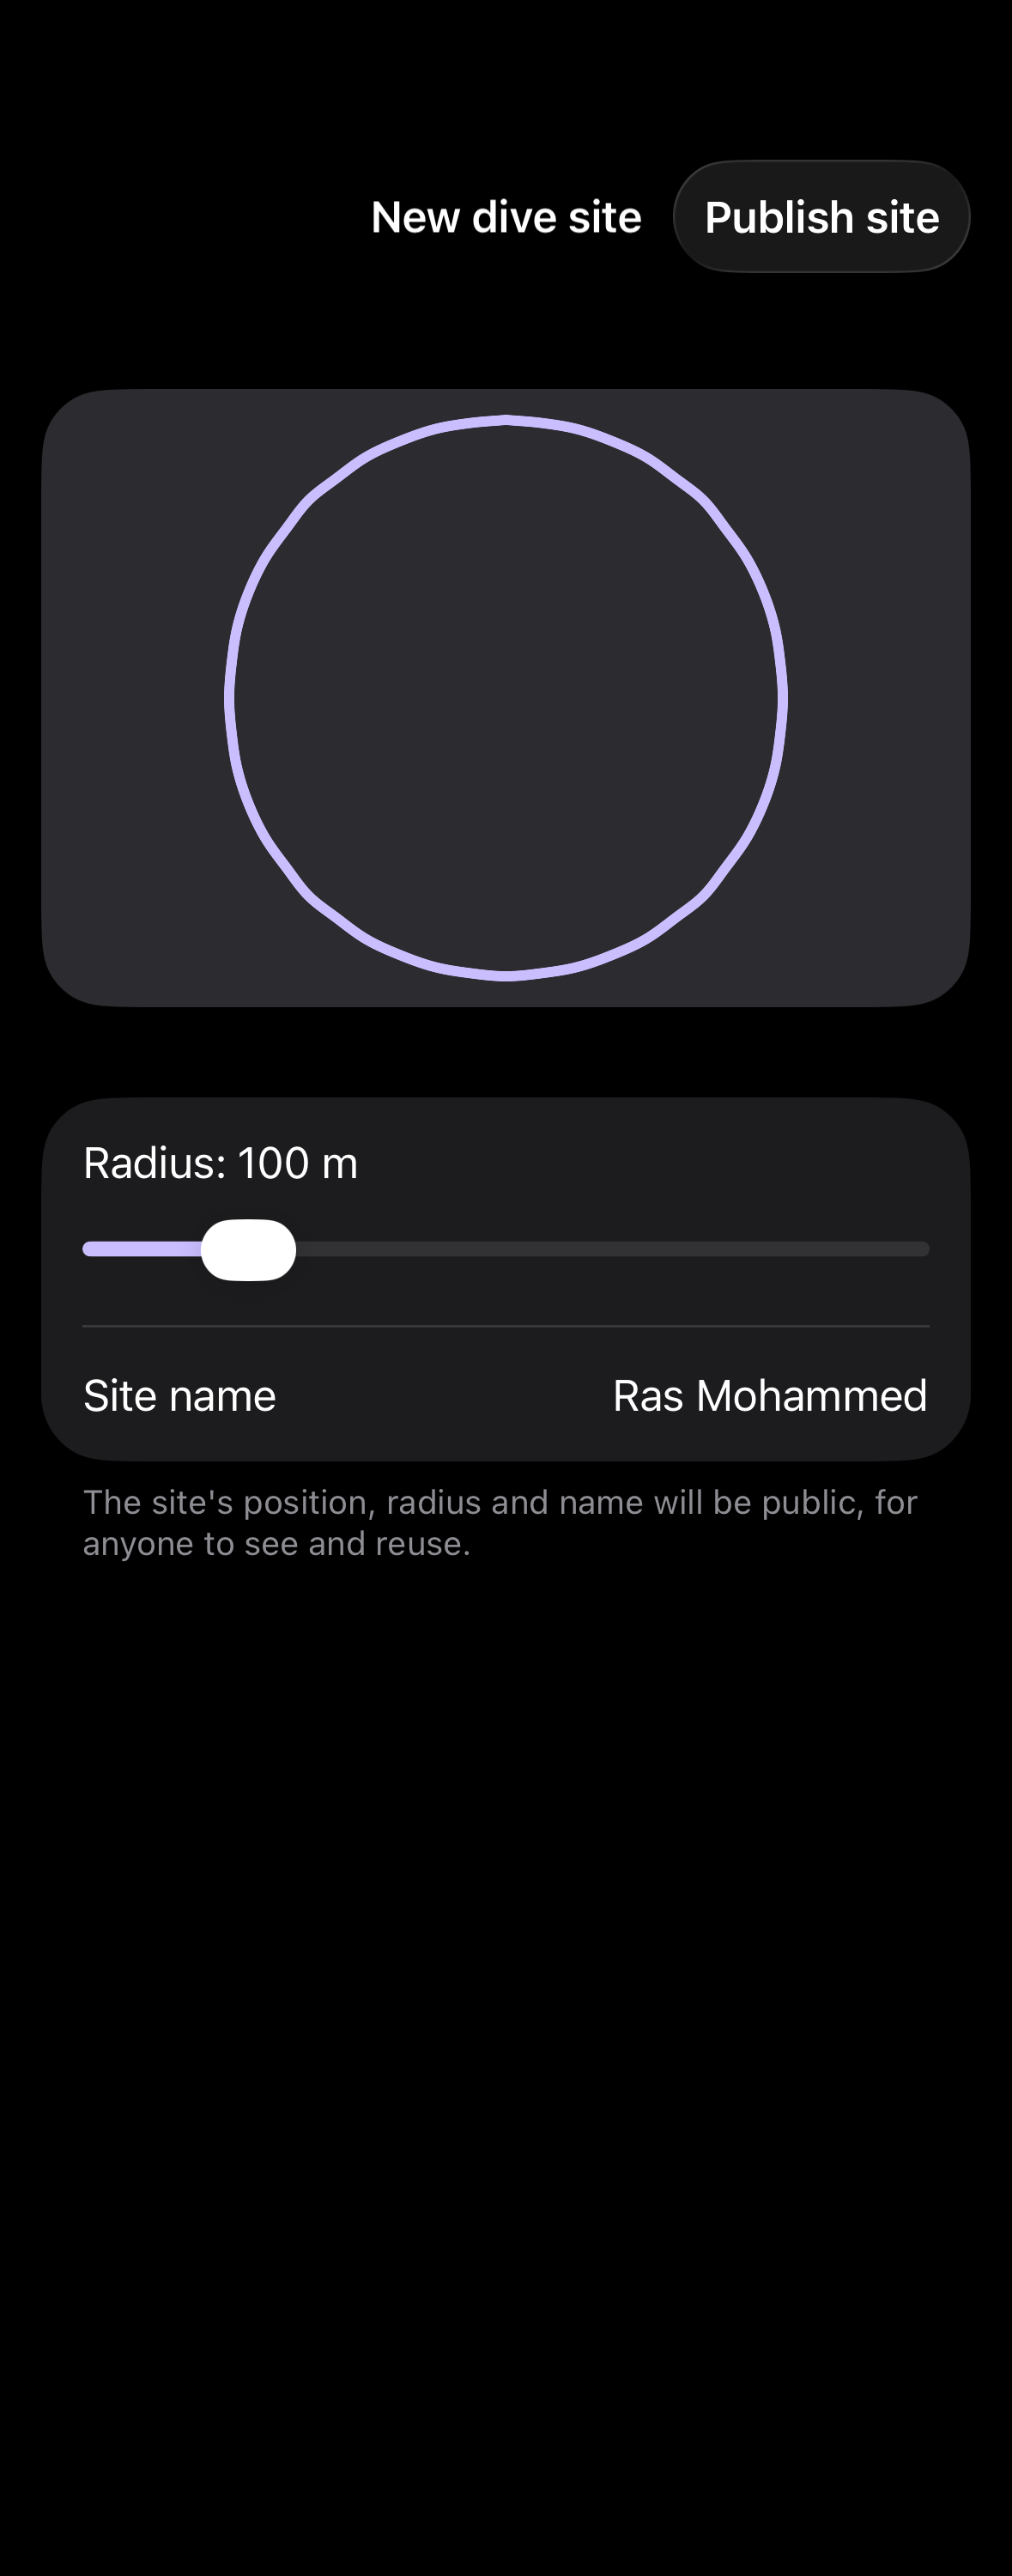 New dive site
Publish site
Radius: 100 m
Site name
Ras Mohammed
The site's position, radius and name will be public, for
anyone to see and reuse.